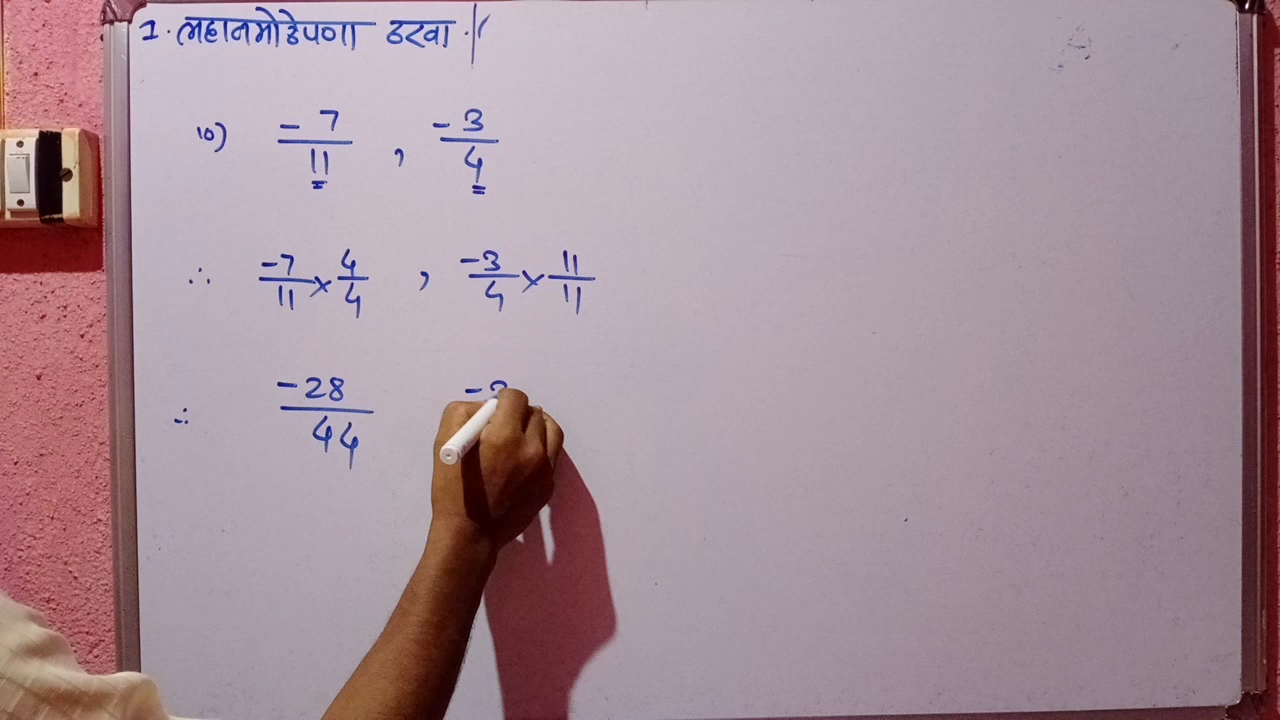 1. लहानमोठेपणा ठरवा.
१०) -7/11 , -3/4
∴ -7/11 × 4/4 , -3/4 × 11/11
∴ -28/44